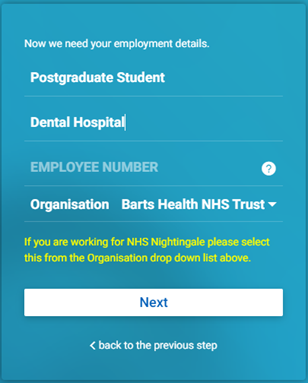 Now we need your employment details.
Postgraduate Student
Dental Hospital
EMPLOYEE NUMBER ?
Organisation Barts Health NHS Trust
If you are working for NHS Nightingale please select
this from the Organisation drop down list above.
Next
< back to the previous step